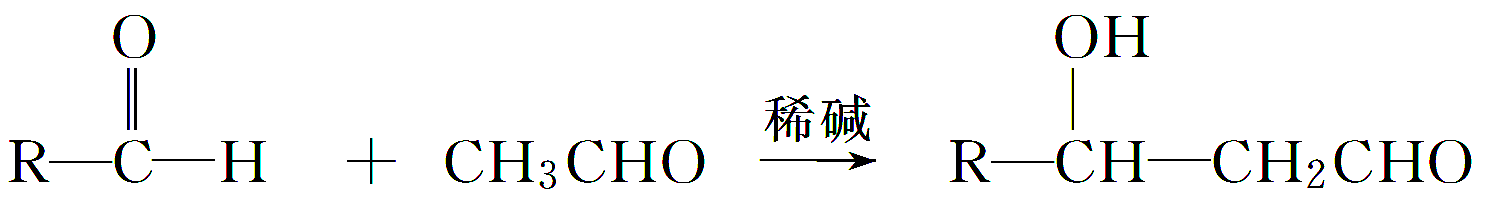 O OH
R—C—H + CH₃CHO 稀碱 R—CH—CH₂CHO